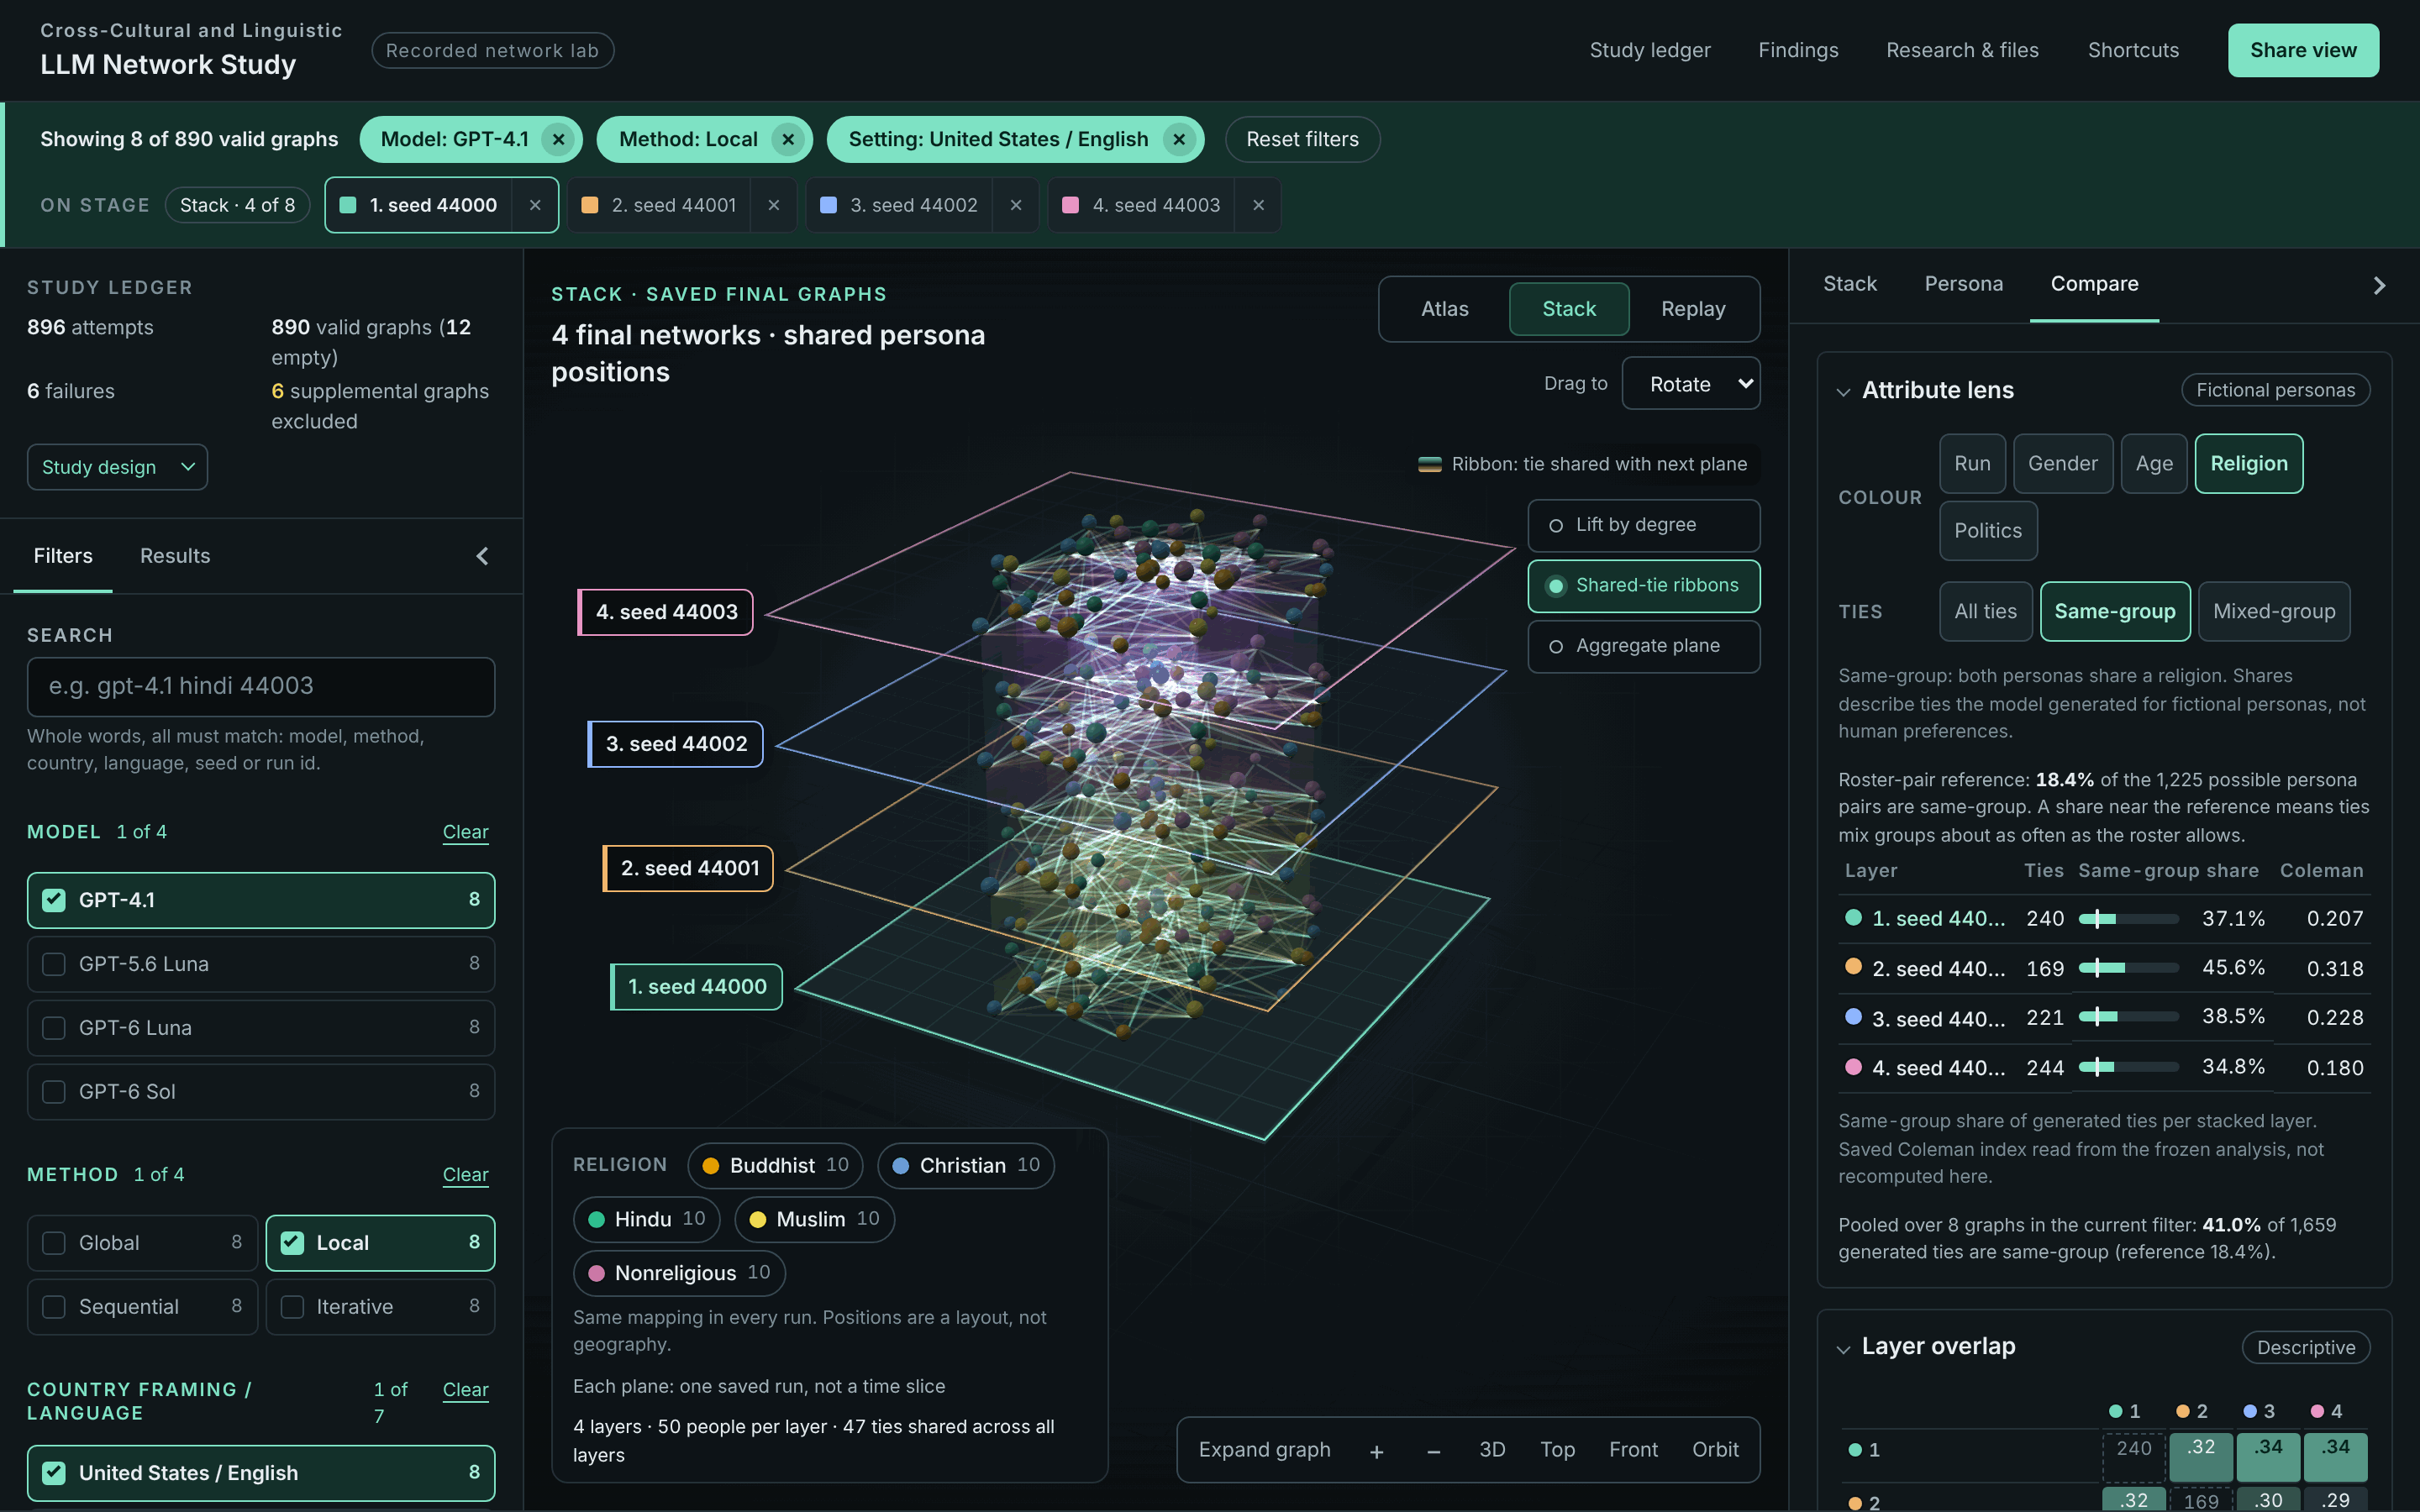 Cross-Cultural and Linguistic
LLM Network Study
Recorded network lab
Study ledger
Findings
Research & files
Shortcuts
Share view
Showing 8 of 890 valid graphs
Model: GPT-4.1 ×
Method: Local ×
Setting: United States / English ×
Reset filters
ON STAGE
Stack · 4 of 8
1. seed 44000 ×
2. seed 44001 ×
3. seed 44002 ×
4. seed 44003 ×
STUDY LEDGER
896 attempts
890 valid graphs (12
empty)
6 failures
6 supplemental graphs
excluded
Study design
Filters
Results
SEARCH
e.g. gpt-4.1 hindi 44003
Whole words, all must match: model, method,
country, language, seed or run id.
MODEL 1 of 4 Clear
GPT-4.1 8
GPT-5.6 Luna 8
GPT-6 Luna 8
GPT-6 Sol 8
METHOD 1 of 4 Clear
Global 8
Local 8
Sequential 8
Iterative 8
COUNTRY FRAMING / 1 of Clear
LANGUAGE 7
United States / English 8
STACK · SAVED FINAL GRAPHS
4 final networks · shared persona
positions
Atlas
Stack
Replay
Drag to
Rotate
Ribbon: tie shared with next plane
Lift by degree
Shared-tie ribbons
Aggregate plane
4. seed 44003
3. seed 44002
2. seed 44001
1. seed 44000
RELIGION
Buddhist 10
Christian 10
Hindu 10
Muslim 10
Nonreligious 10
Same mapping in every run. Positions are a layout, not
geography.
Each plane: one saved run, not a time slice
4 layers · 50 people per layer · 47 ties shared across all
layers
Expand graph
+
−
3D
Top
Front
Orbit
Stack
Persona
Compare
Attribute lens
Fictional personas
COLOUR
Run
Gender
Age
Religion
Politics
TIES
All ties
Same-group
Mixed-group
Same-group: both personas share a religion. Shares
describe ties the model generated for fictional personas, not
human preferences.
Roster-pair reference: 18.4% of the 1,225 possible persona
pairs are same-group. A share near the reference means ties
mix groups about as often as the roster allows.
Layer Ties Same-group share Coleman
1. seed 440... 240 37.1% 0.207
2. seed 440... 169 45.6% 0.318
3. seed 440... 221 38.5% 0.228
4. seed 440... 244 34.8% 0.180
Same-group share of generated ties per stacked layer.
Saved Coleman index read from the frozen analysis, not
recomputed here.
Pooled over 8 graphs in the current filter: 41.0% of 1,659
generated ties are same-group (reference 18.4%).
Layer overlap
Descriptive
1 2 3 4
1 240 .32 .34 .34
2 .32 169 .30 .29